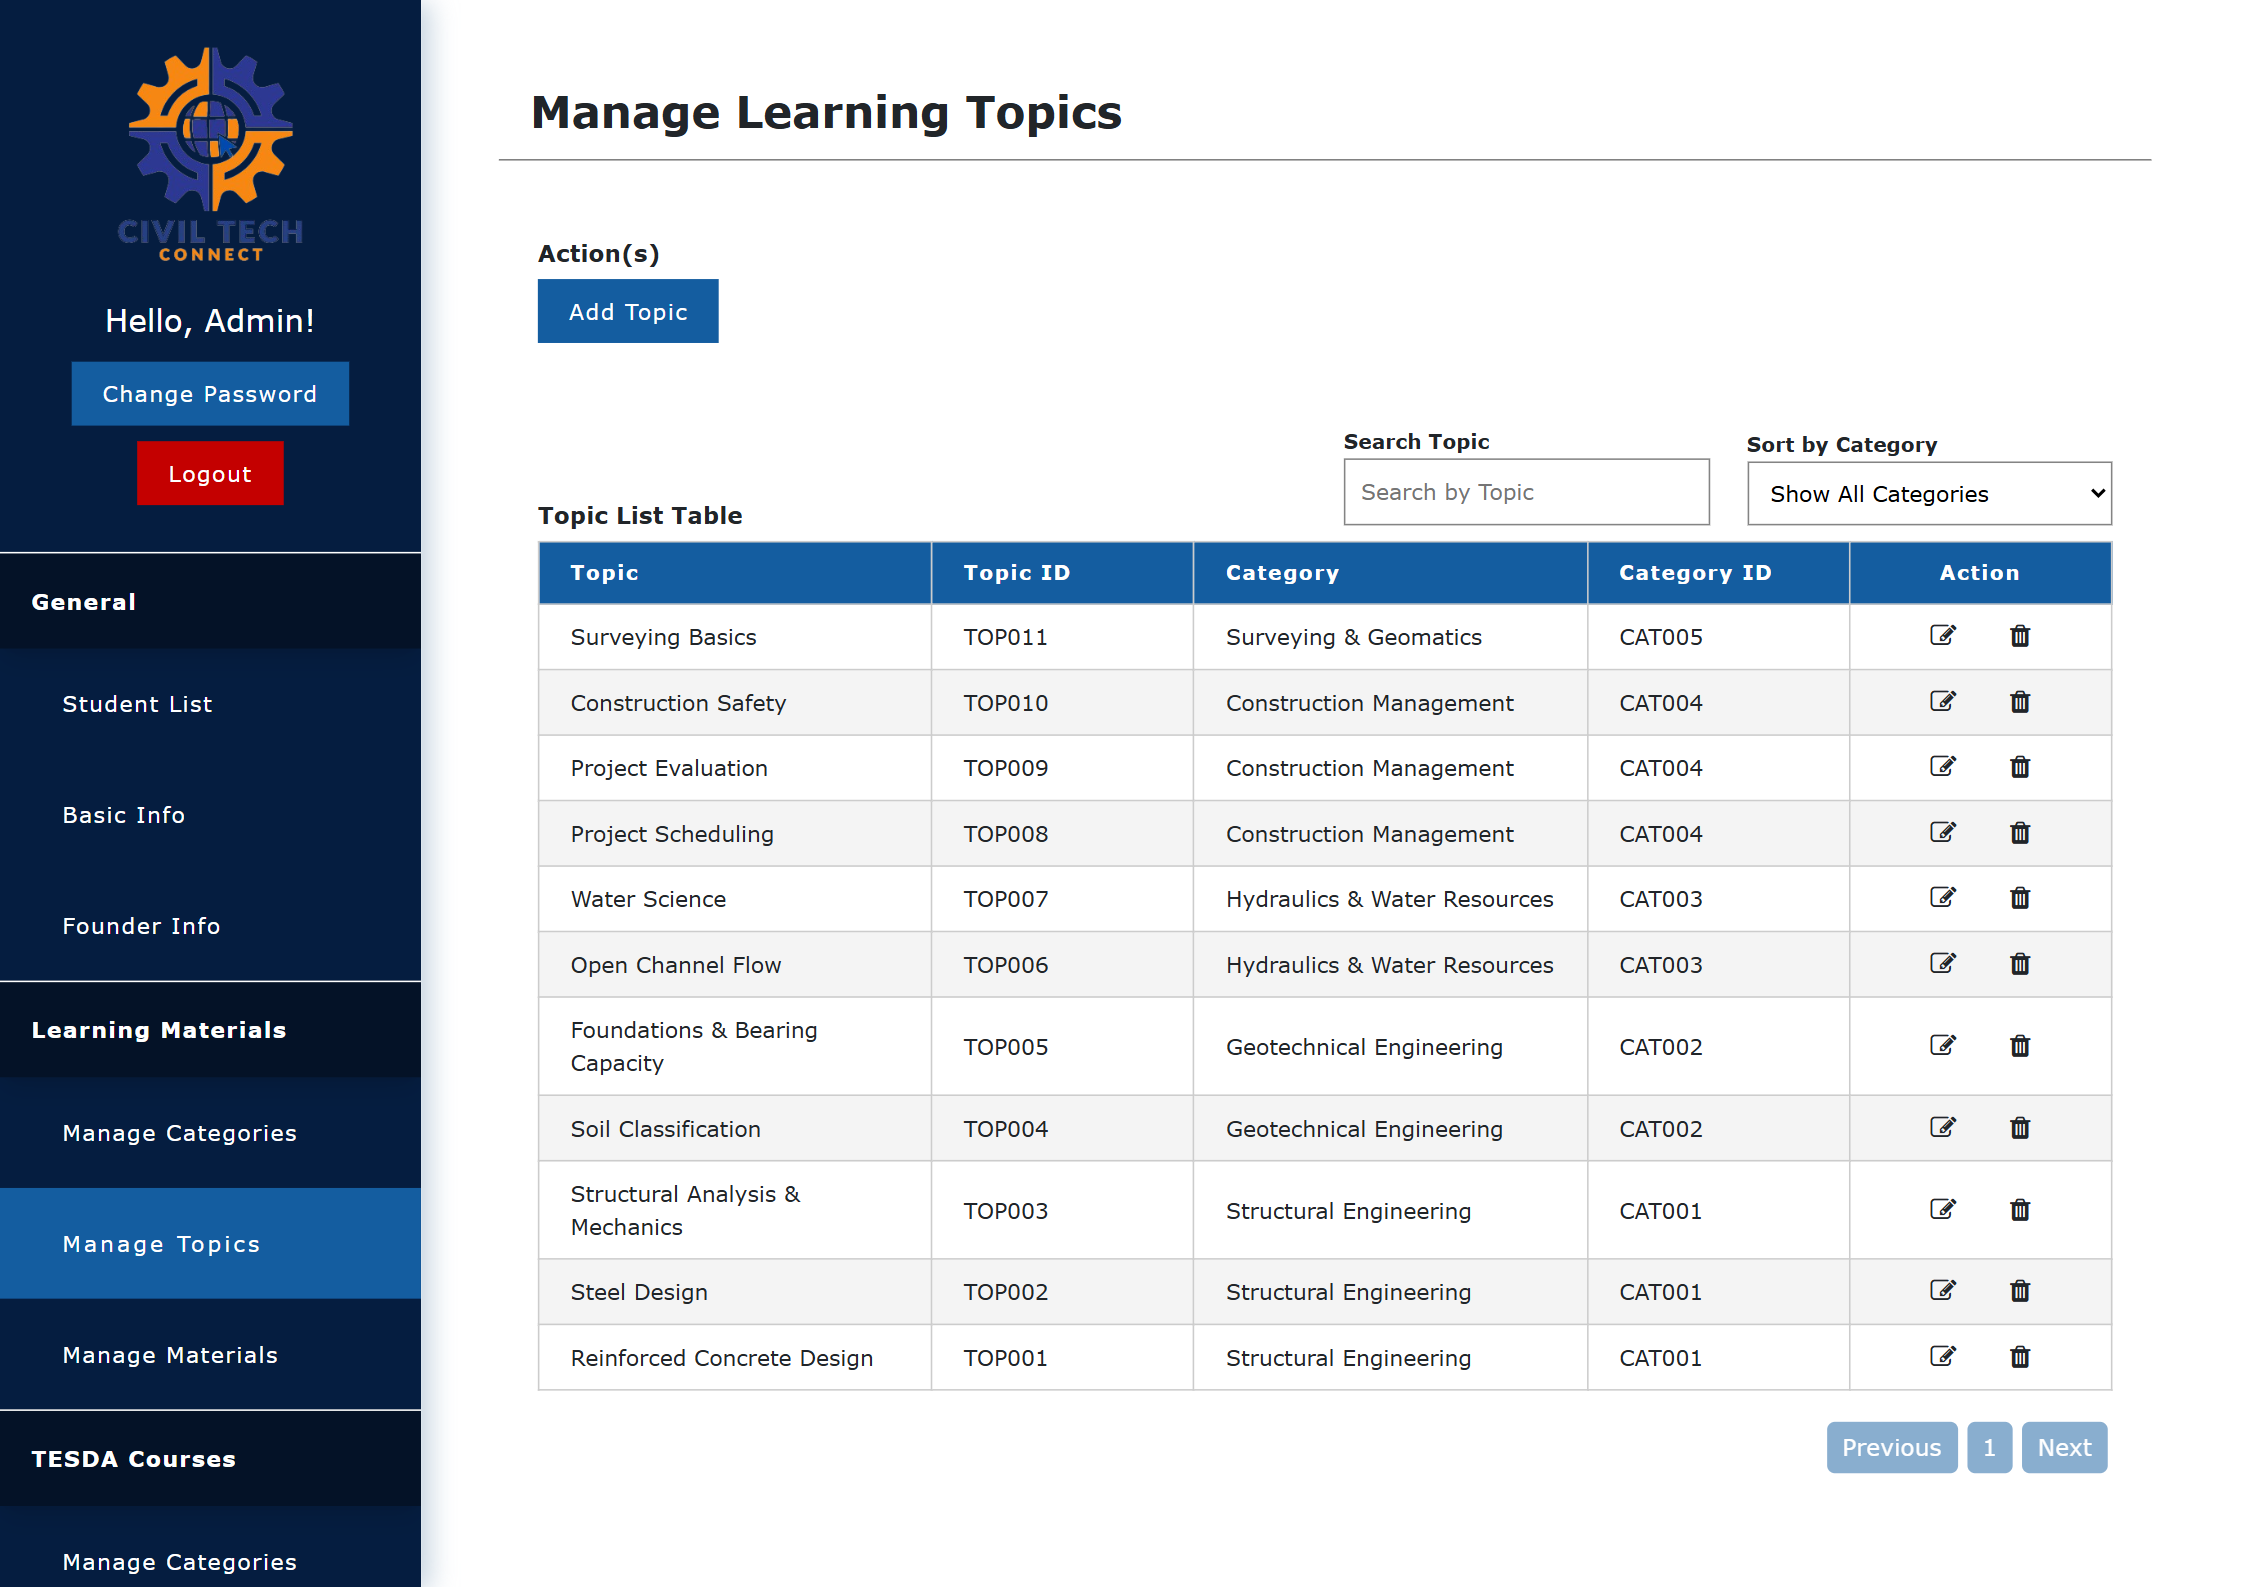 CIVIL TECH
CONNECT
Hello, Admin!
Change Password
Logout
General
Student List
Basic Info
Founder Info
Learning Materials
Manage Categories
Manage Topics
Manage Materials
TESDA Courses
Manage Categories
Manage Learning Topics
Action(s)
Add Topic
Search Topic
Search by Topic
Sort by Category
Show All Categories
Topic List Table
Topic Topic ID Category Category ID Action
Surveying Basics TOP011 Surveying & Geomatics CAT005
Construction Safety TOP010 Construction Management CAT004
Project Evaluation TOP009 Construction Management CAT004
Project Scheduling TOP008 Construction Management CAT004
Water Science TOP007 Hydraulics & Water Resources CAT003
Open Channel Flow TOP006 Hydraulics & Water Resources CAT003
Foundations & Bearing
Capacity TOP005 Geotechnical Engineering CAT002
Soil Classification TOP004 Geotechnical Engineering CAT002
Structural Analysis &
Mechanics TOP003 Structural Engineering CAT001
Steel Design TOP002 Structural Engineering CAT001
Reinforced Concrete Design TOP001 Structural Engineering CAT001
Previous 1 Next